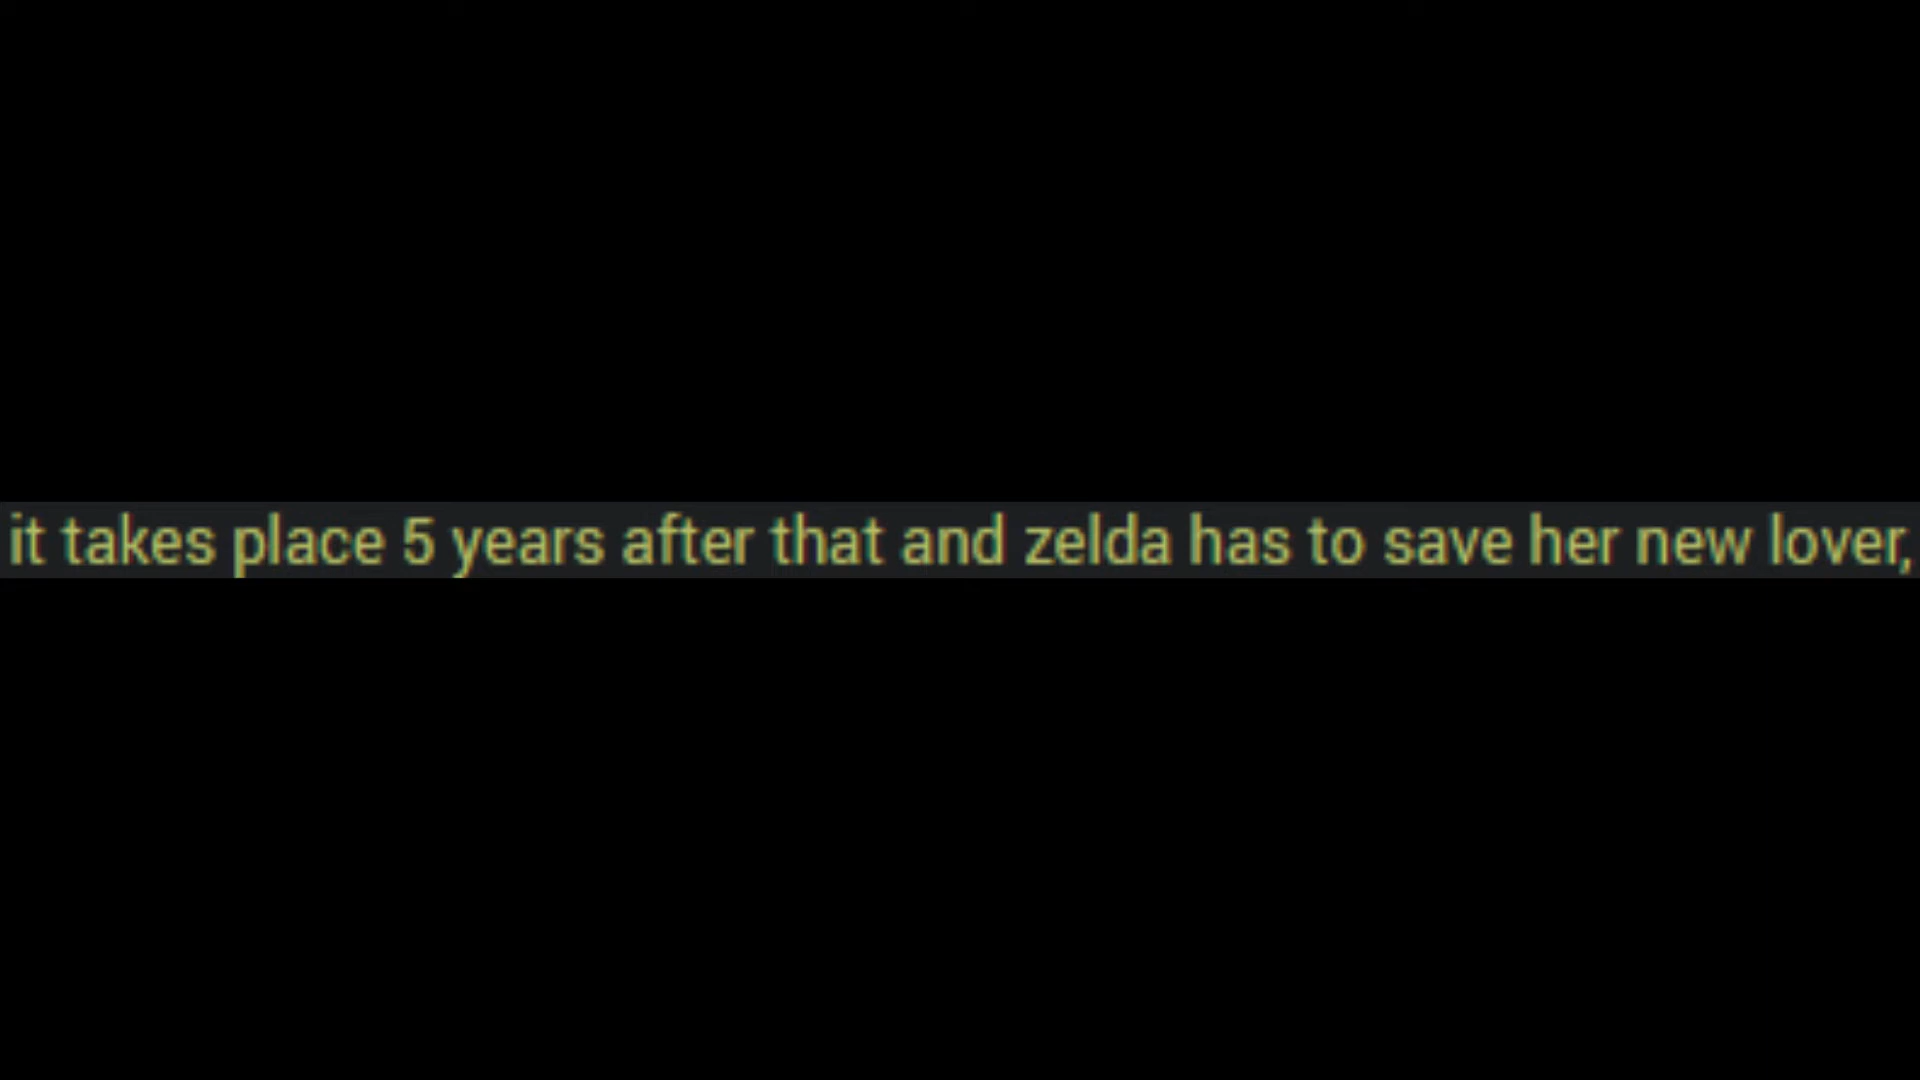 it takes place 5 years after that and zelda has to save her new lover,